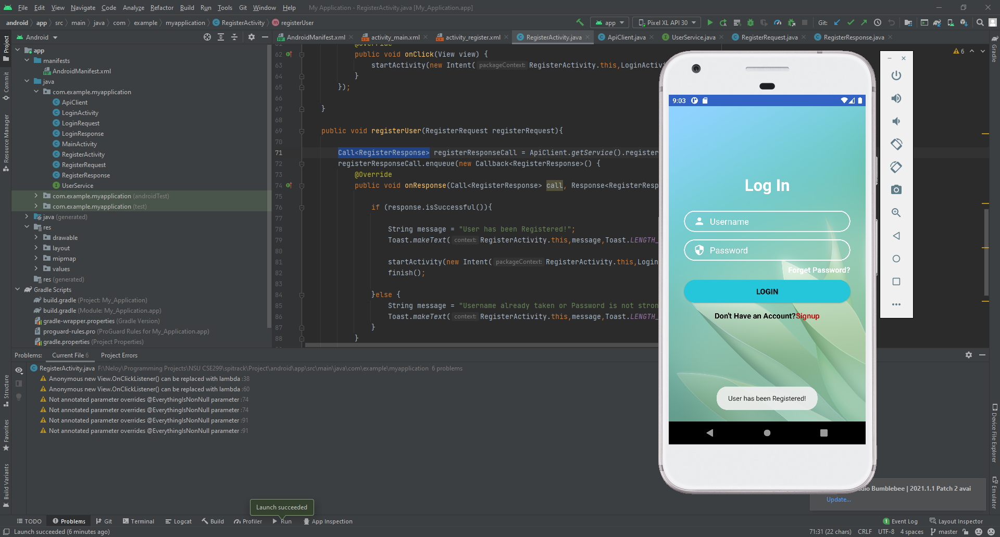 File Edit View Navigate Code Analyze Refactor Build Run Tools Git Window Help My Application - RegisterActivity.java [My_Application.app]
android app src main java com example myapplication RegisterActivity registerUser
app Pixel XL API 30 Git:
Android
AndroidManifest.xml activity_main.xml activity_register.xml RegisterActivity.java ApiClient.java UserService.java RegisterRequest.java RegisterResponse.java
Project
Commit
Resource Manager
Structure
Favorites
Build Variants
app
manifests
AndroidManifest.xml
java
com.example.myapplication
ApiClient
LoginActivity
LoginRequest
LoginResponse
MainActivity
RegisterActivity
RegisterRequest
RegisterResponse
UserService
com.example.myapplication (androidTest)
com.example.myapplication (test)
java (generated)
res
drawable
layout
mipmap
values
res (generated)
Gradle Scripts
build.gradle (Project: My_Application)
build.gradle (Module: My_Application.app)
gradle-wrapper.properties (Gradle Version)
proguard-rules.pro (ProGuard Rules for My_Application.app)
gradle.properties (Project Properties)
61 @Override
62 public void onClick(View view) {
63 startActivity(new Intent( packageContext: RegisterActivity.this,LoginActivi
64 }
65 });
66
67 }
68
69 public void registerUser(RegisterRequest registerRequest){
70
71 Call<RegisterResponse> registerResponseCall = ApiClient.getService().register
72 registerResponseCall.enqueue(new Callback<RegisterResponse>() {
73 @Override
74 public void onResponse(Call<RegisterResponse> call, Response<RegisterResp
75
76 if (response.isSuccessful()){
77
78 String message = "User has been Registered!";
79 Toast.makeText( context: RegisterActivity.this,message,Toast.LENGTH_
80
81 startActivity(new Intent( packageContext: RegisterActivity.this,Login
82 finish();
83
84 }else {
85 String message = "Username already taken or Password is not stron
86 Toast.makeText( context: RegisterActivity.this,message,Toast.LENGTH_
87 }
88 }
6
9:03
Log In
Username
Password
Forget Password?
LOGIN
Don't Have an Account?Signup
User has been Registered!
Gradle
Device File Explorer
Emulator
Problems: Current File 6 Project Errors
RegisterActivity.java F:\Neloy\Programming Projects\NSU CSE299\spitrack\Project\android\app\src\main\java\com\example\myapplication 6 problems
Anonymous new View.OnClickListener() can be replaced with lambda :38
Anonymous new View.OnClickListener() can be replaced with lambda :60
Not annotated parameter overrides @EverythingIsNonNull parameter :74
Not annotated parameter overrides @EverythingIsNonNull parameter :74
Not annotated parameter overrides @EverythingIsNonNull parameter :91
Not annotated parameter overrides @EverythingIsNonNull parameter :91
dio Bumblebee | 2021.1.1 Patch 2 avai
Update...
Launch succeeded
TODO Problems Git Terminal Logcat Build Profiler Run App Inspection 1 Event Log Layout Inspector
Launch succeeded (6 minutes ago) 71:31 (22 chars) CRLF UTF-8 4 spaces master